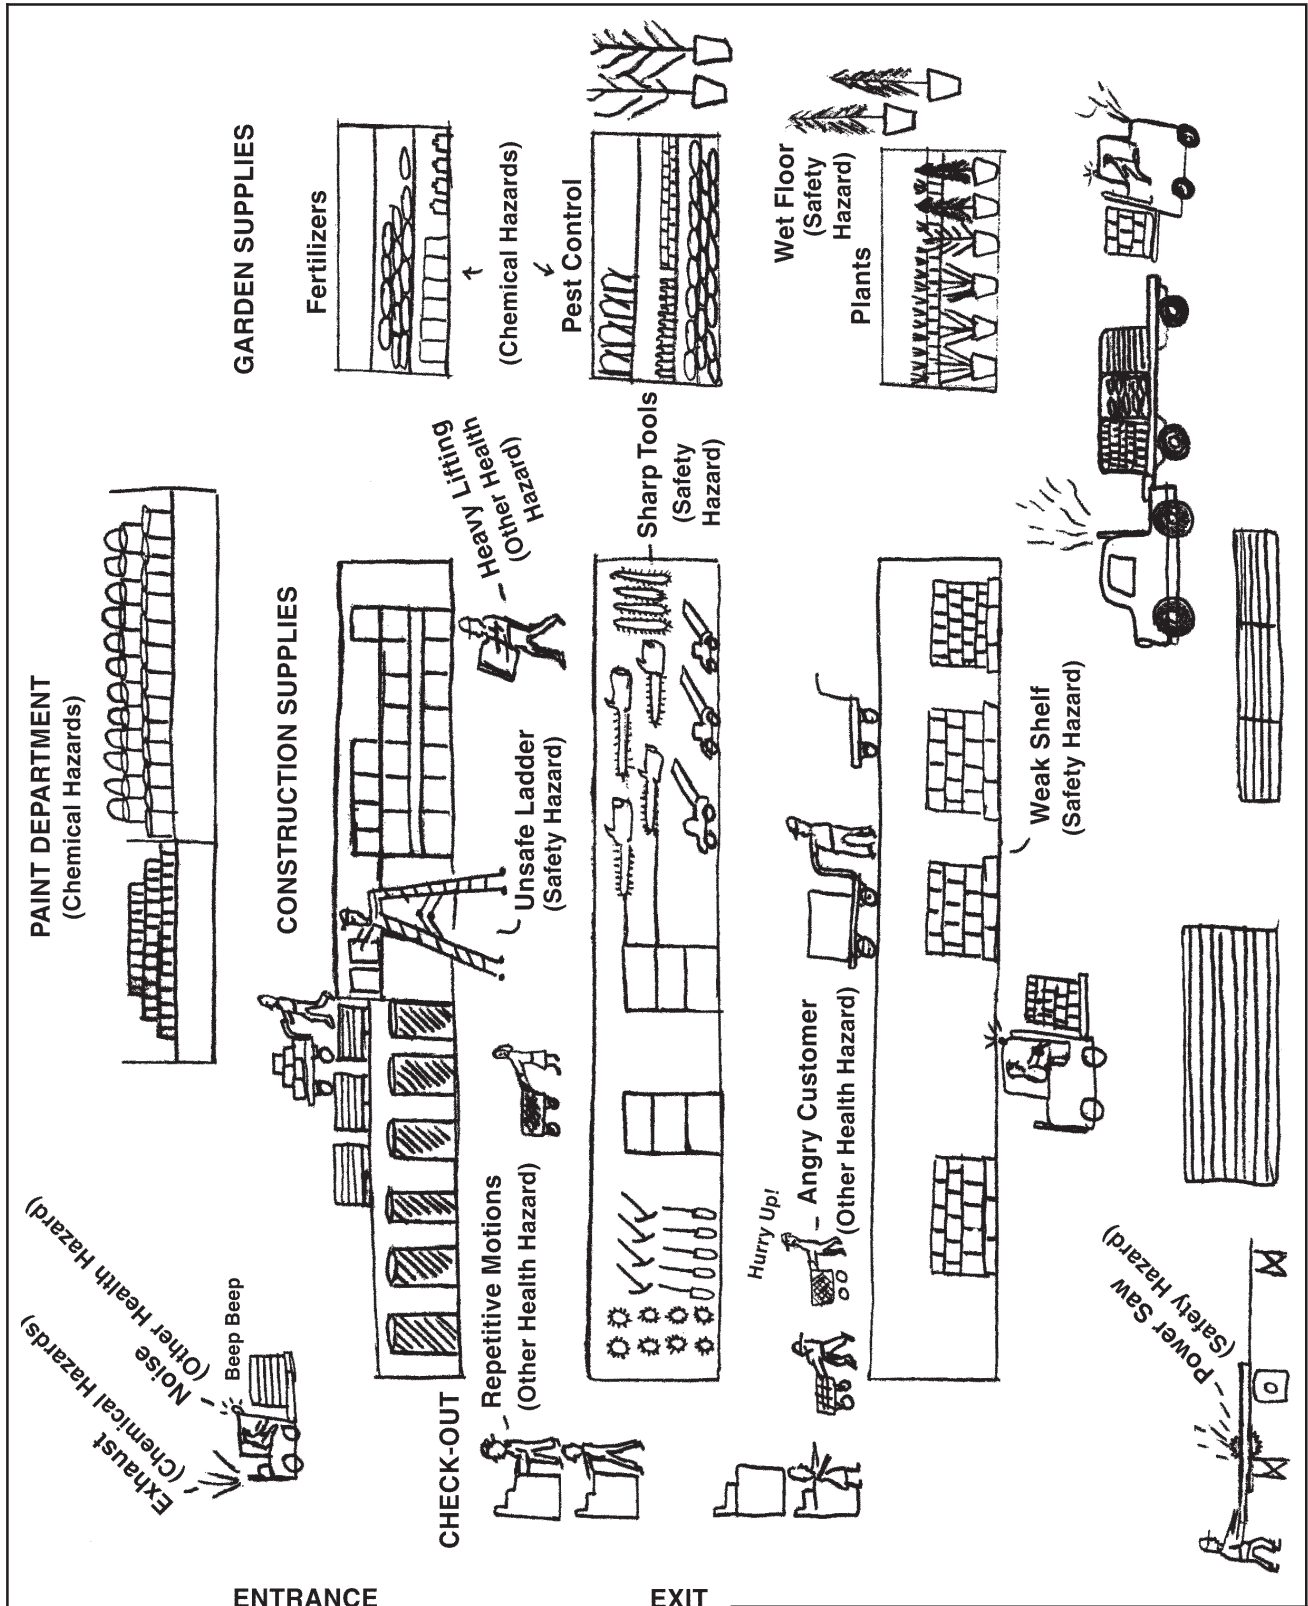 PAINT DEPARTMENT
(Chemical Hazards)
GARDEN SUPPLIES
Fertilizers
(Chemical Hazards)
Pest Control
Wet Floor
(Safety
Hazard)
Plants
CONSTRUCTION SUPPLIES
Heavy Lifting
(Other Health
Hazard)
Unsafe Ladder
(Safety Hazard)
Sharp Tools
(Safety
Hazard)
Weak Shelf
(Safety Hazard)
Exhaust
(Chemical Hazards)
Noise
(Other Health Hazard)
Beep Beep
CHECK-OUT
Repetitive Motions
(Other Health Hazard)
Hurry Up!
Angry Customer
(Other Health Hazard)
Power Saw
(Safety Hazard)
ENTRANCE
EXIT